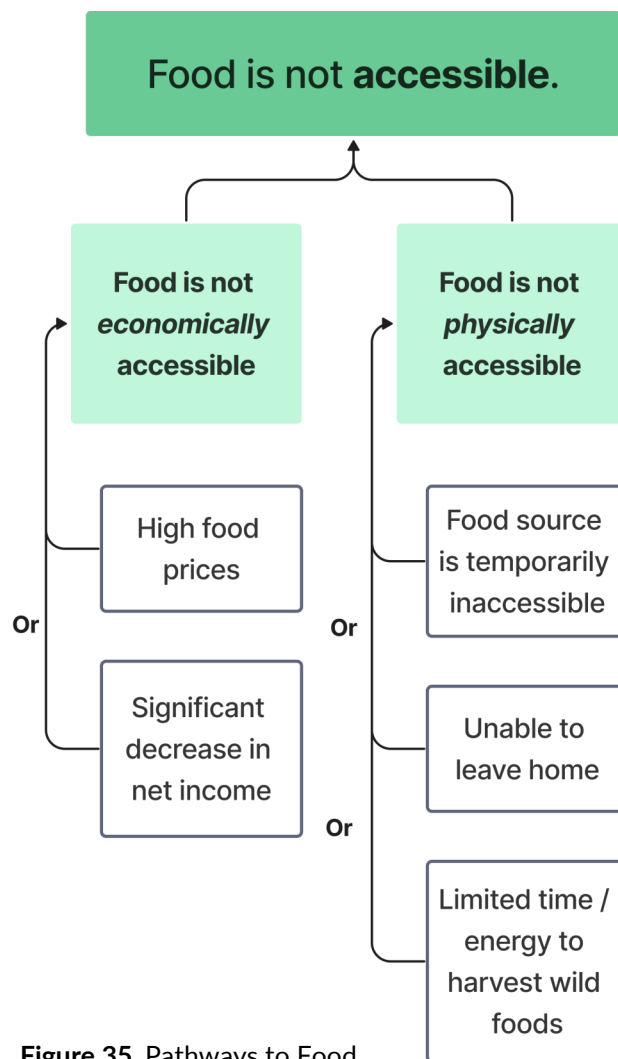 Food is not accessible.
Food is not
economically
accessible
High food
prices
Or
Significant
decrease in
net income
Food is not
physically
accessible
Food source
is temporarily
inaccessible
Or
Unable to
leave home
Or
Limited time /
energy to
harvest wild
foods
Figure 35. Pathways to Food